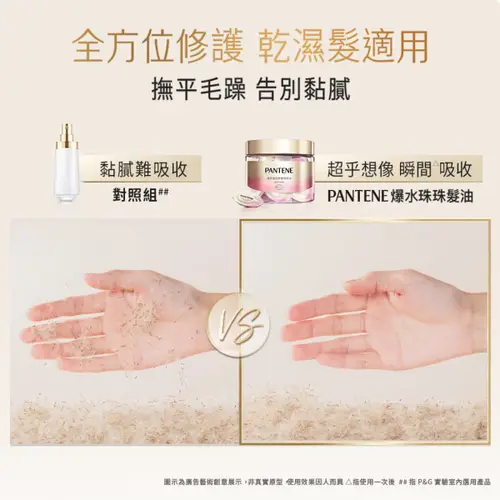 全方位修護 乾濕髮適用
撫平毛躁 告別黏膩
黏膩難吸收
對照組##
PANTENE
超乎想像 瞬間△吸收
PANTENE 爆水珠珠髮油
VS
圖示為廣告藝術創意展示，非真實原型 *使用效果因人而異 △指使用一次後 ## 指 P&G 實驗室內選用產品